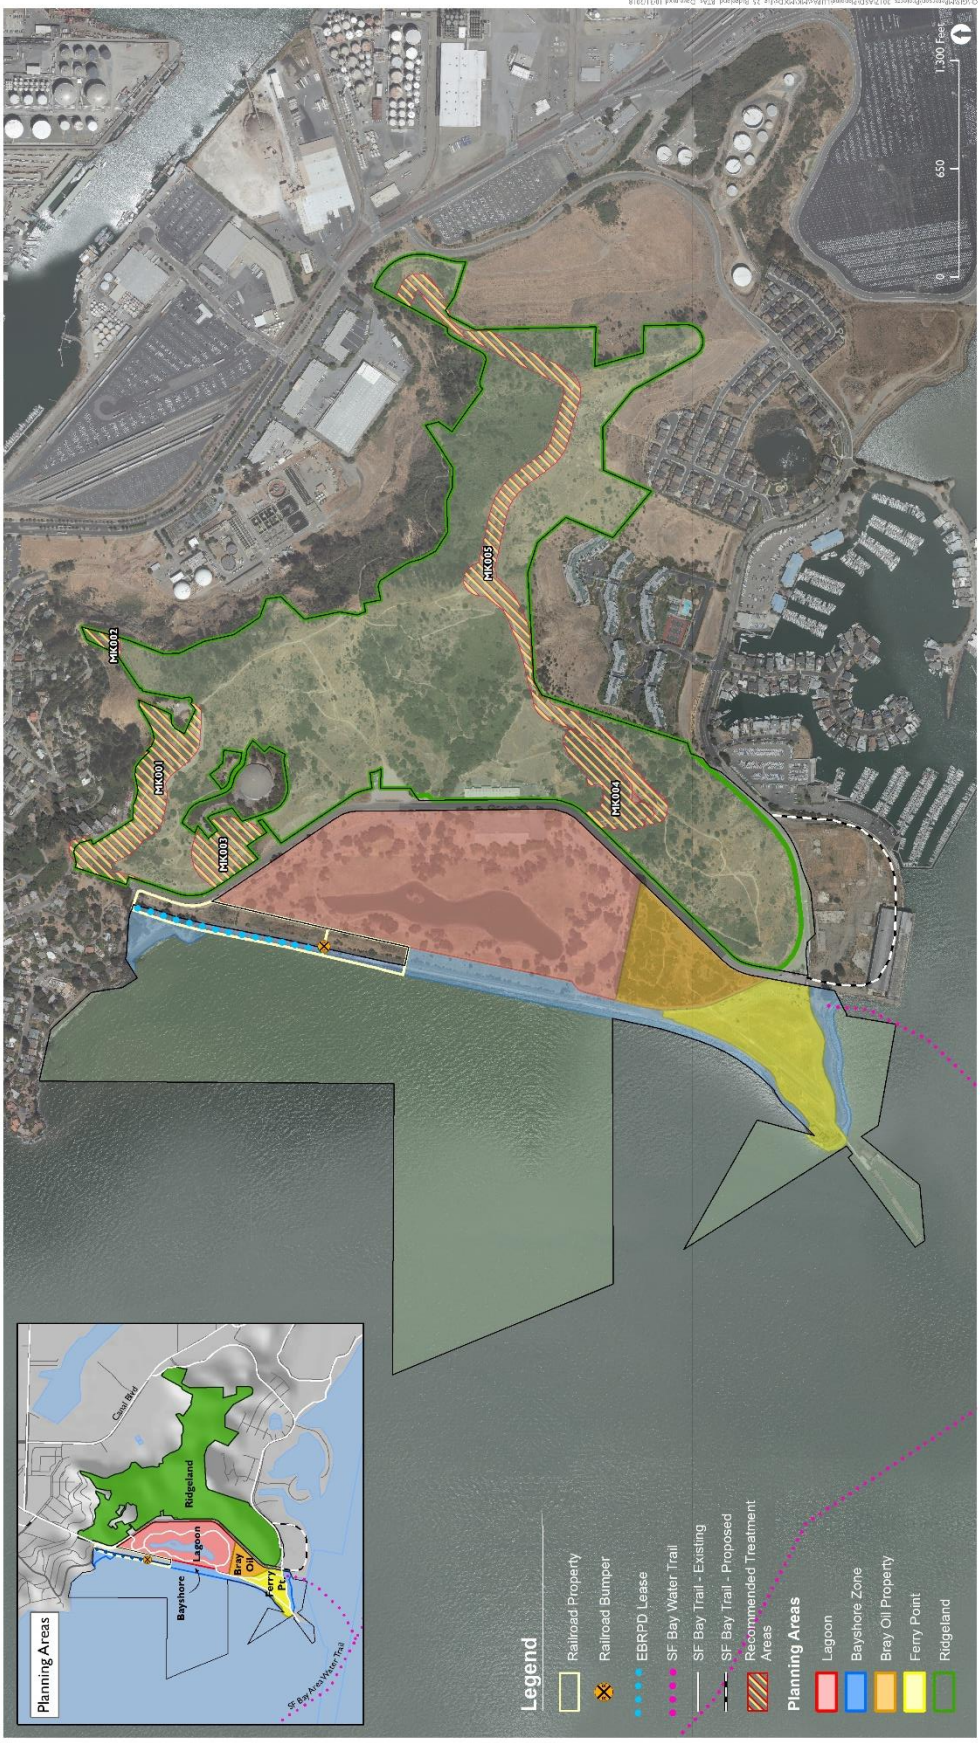 Planning Areas
Canal Blvd
Ridgeland
Lagoon
Bayshore
Bray
Oil
Ferry
Pt.
SF Bay Area Water Trail
Legend
Railroad Property
Railroad Bumper
EBRPD Lease
SF Bay Water Trail
SF Bay Trail - Existing
SF Bay Trail - Proposed
Recommended Treatment
Areas
Planning Areas
Lagoon
Bayshore Zone
Bray Oil Property
Ferry Point
Ridgeland
MK001
MK002
MK003
MK004
MK005
0 650 1,300 Feet